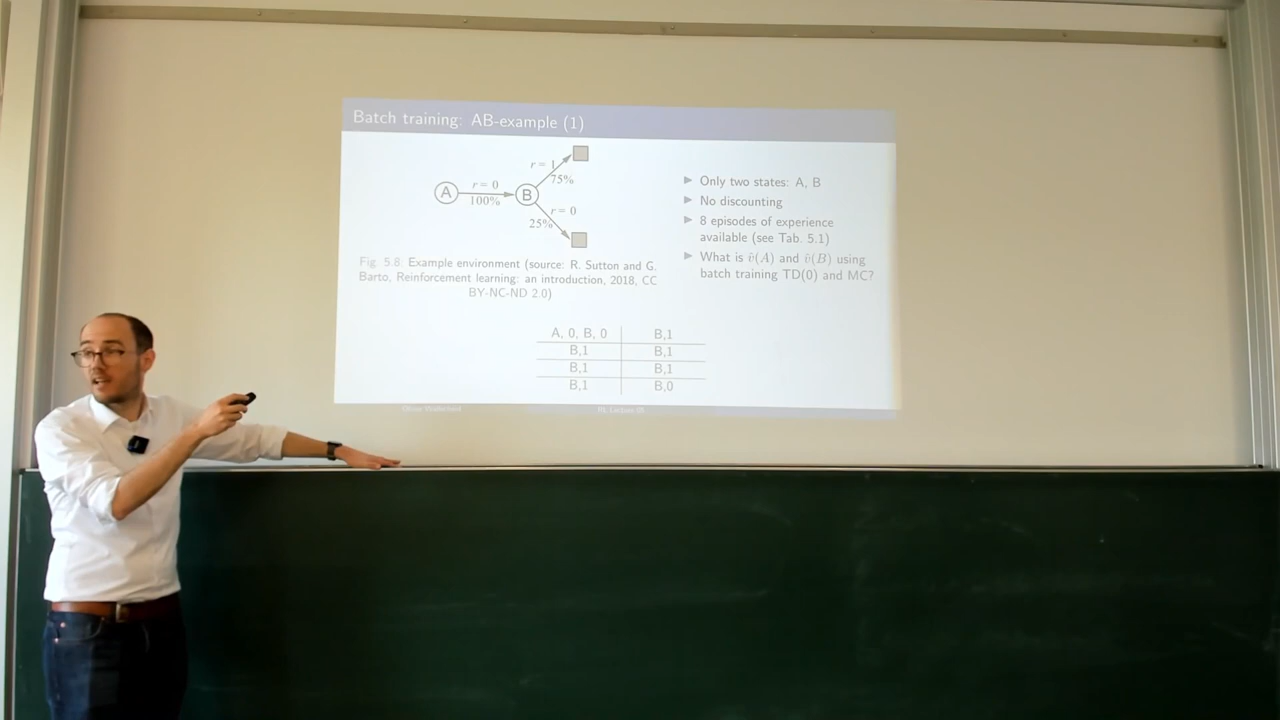 Batch training: AB-example (1)
r = 1
75%
A
r = 0
100%
B
r = 0
25%
Fig. 5.8: Example environment (source: R. Sutton and G.
Barto, Reinforcement learning: an introduction, 2018, CC
BY-NC-ND 2.0)
▶ Only two states: A, B
▶ No discounting
▶ 8 episodes of experience
available (see Tab. 5.1)
▶ What is v̂(A) and v̂(B) using
batch training TD(0) and MC?
A, 0, B, 0 B,1
B,1 B,1
B,1 B,1
B,1 B,0